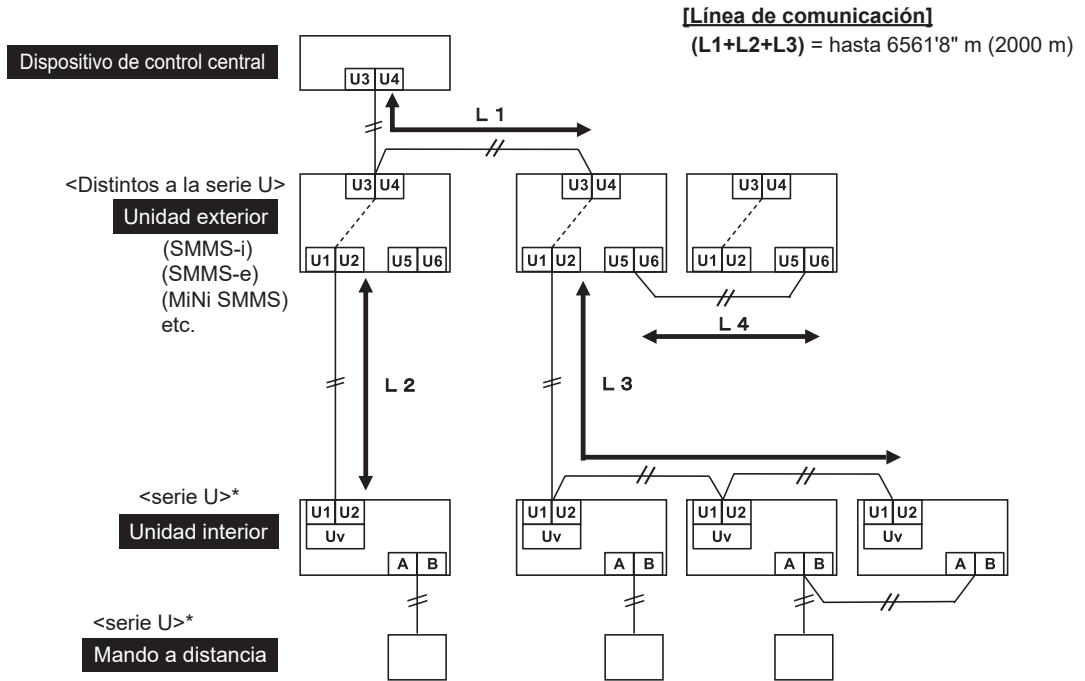 [Línea de comunicación]
(L1+L2+L3) = hasta 6561'8" m (2000 m)
Dispositivo de control central
U3 U4
L 1
<Distintos a la serie U>
Unidad exterior
(SMMS-i)
(SMMS-e)
(MiNi SMMS)
etc.
U3 U4
U3 U4
U3 U4
U1 U2
U5 U6
U1 U2
U5 U6
U1 U2
U5 U6
L 4
L 2
L 3
<serie U>*
Unidad interior
U1 U2
Uv
A B
U1 U2
Uv
A B
U1 U2
Uv
A B
U1 U2
Uv
A B
<serie U>*
Mando a distancia